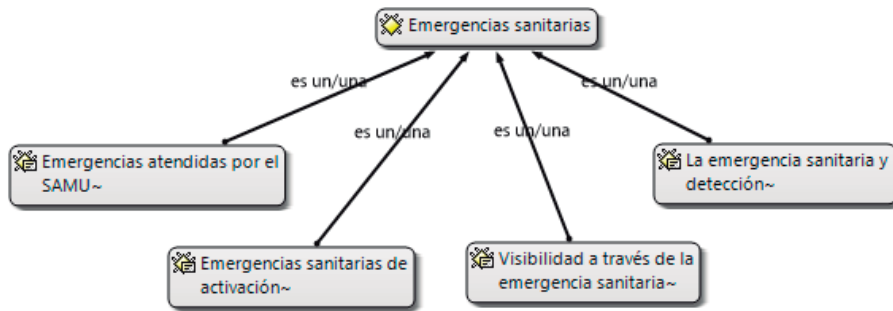 Emergencias sanitarias
es un/una
es un/una
es un/una
es un/una
Emergencias atendidas por el
SAMU~
La emergencia sanitaria y
detección~
Emergencias sanitarias de
activación~
Visibilidad a través de la
emergencia sanitaria~